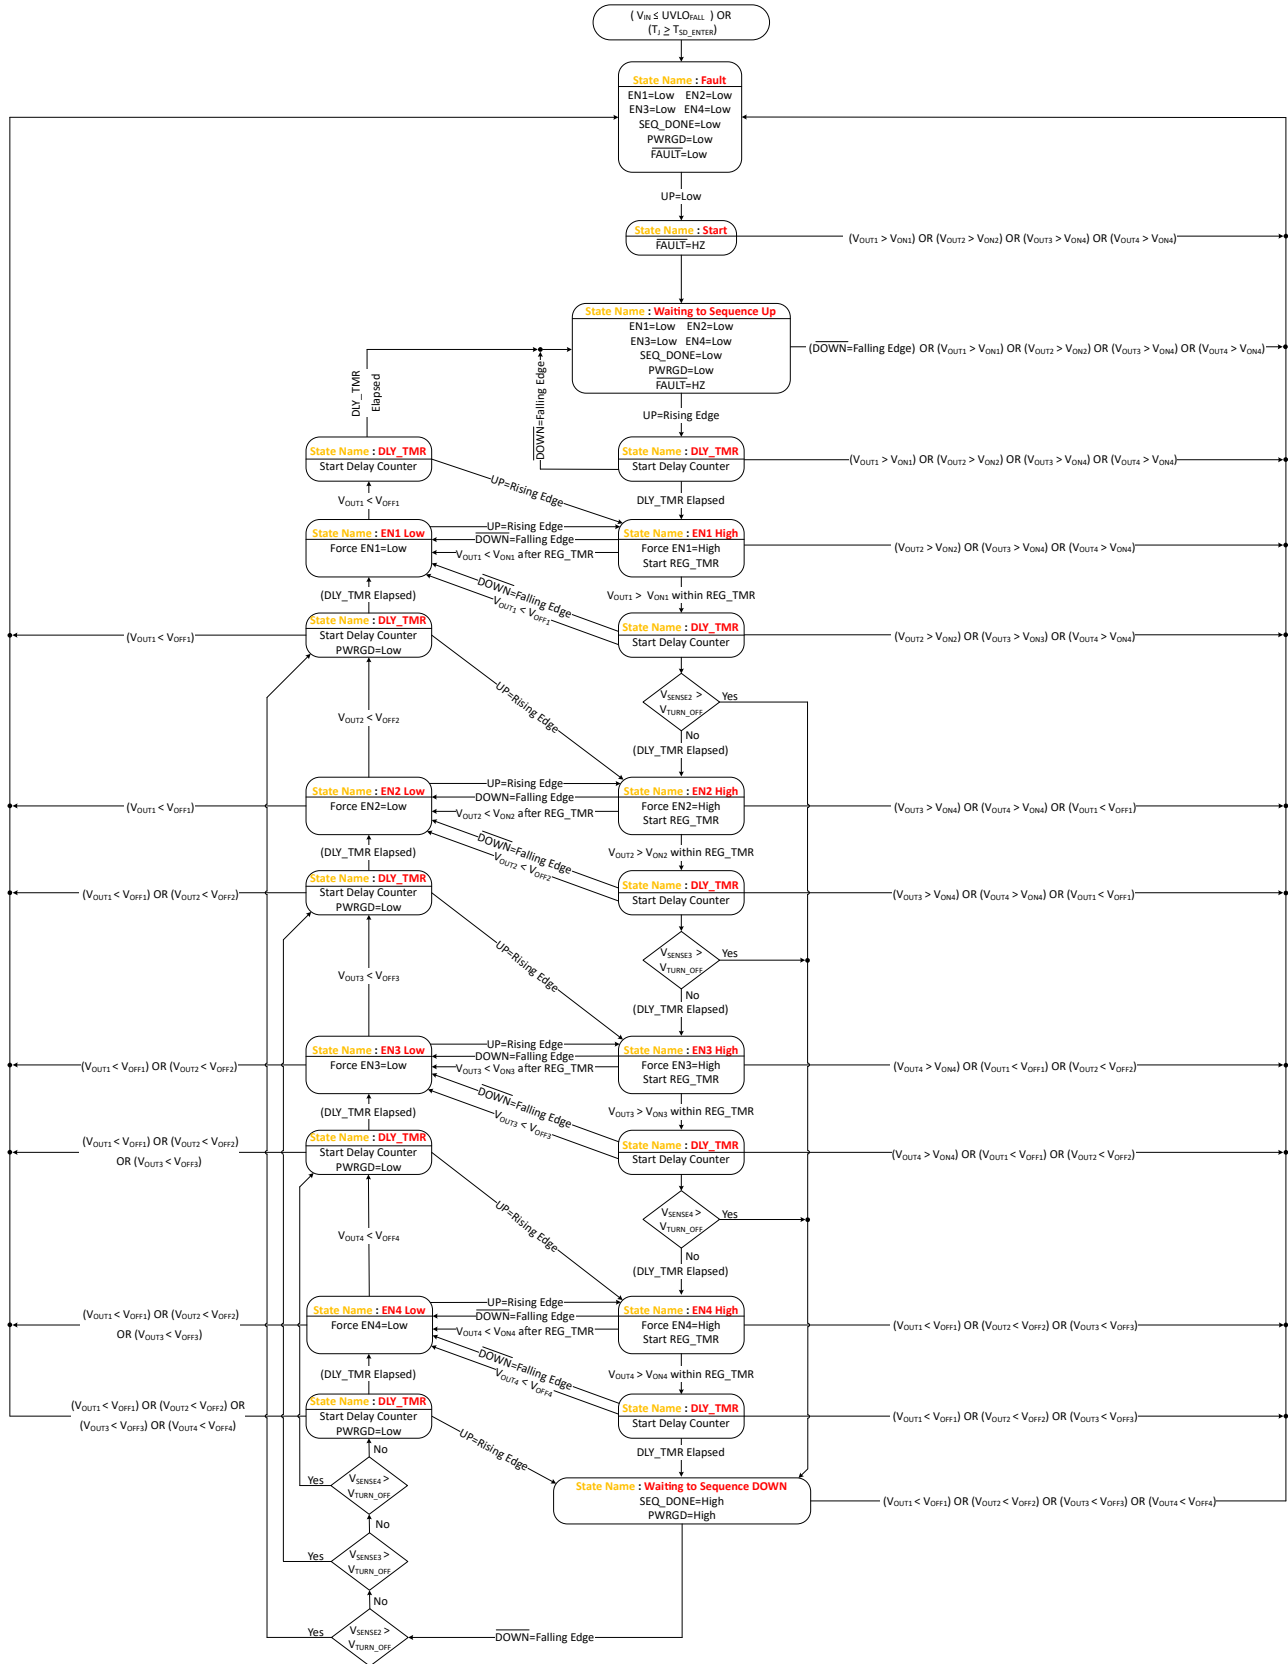 ( VIN ≤ UVLOFALL ) OR
(TJ ≥ TSD_ENTER)
State Name : Fault
EN1=Low EN2=Low
EN3=Low EN4=Low
SEQ_DONE=Low
PWRGD=Low
FAULT=Low
UP=Low
State Name : Start
FAULT=HZ
(VOUT1 > VON1) OR (VOUT2 > VON2) OR (VOUT3 > VON4) OR (VOUT4 > VON4)
State Name : Waiting to Sequence Up
EN1=Low EN2=Low
EN3=Low EN4=Low
SEQ_DONE=Low
PWRGD=Low
FAULT=HZ
(DOWN=Falling Edge) OR (VOUT1 > VON1) OR (VOUT2 > VON2) OR (VOUT3 > VON4) OR (VOUT4 > VON4)
DLY_TMR
Elapsed
DOWN=Falling Edge
UP=Rising Edge
State Name : DLY_TMR
Start Delay Counter
State Name : DLY_TMR
Start Delay Counter
(VOUT1 > VON1) OR (VOUT2 > VON2) OR (VOUT3 > VON4) OR (VOUT4 > VON4)
UP=Rising Edge
VOUT1 < VOFF1
DLY_TMR Elapsed
State Name : EN1 Low
Force EN1=Low
UP=Rising Edge
DOWN=Falling Edge
VOUT1 < VON1 after REG_TMR
State Name : EN1 High
Force EN1=High
Start REG_TMR
(VOUT2 > VON2) OR (VOUT3 > VON4) OR (VOUT4 > VON4)
(DLY_TMR Elapsed)
DOWN=Falling Edge
VOUT1 < VOFF1
VOUT1 > VON1 within REG_TMR
(VOUT1 < VOFF1)
State Name : DLY_TMR
Start Delay Counter
PWRGD=Low
State Name : DLY_TMR
Start Delay Counter
(VOUT2 > VON2) OR (VOUT3 > VON3) OR (VOUT4 > VON4)
UP=Rising Edge
VSENSE2 >
VTURN_OFF
Yes
VOUT2 < VOFF2
No
(DLY_TMR Elapsed)
(VOUT1 < VOFF1)
State Name : EN2 Low
Force EN2=Low
UP=Rising Edge
DOWN=Falling Edge
VOUT2 < VON2 after REG_TMR
State Name : EN2 High
Force EN2=High
Start REG_TMR
(VOUT3 > VON4) OR (VOUT4 > VON4) OR (VOUT1 < VOFF1)
(DLY_TMR Elapsed)
DOWN=Falling Edge
VOUT2 < VOFF2
VOUT2 > VON2 within REG_TMR
(VOUT1 < VOFF1) OR (VOUT2 < VOFF2)
State Name : DLY_TMR
Start Delay Counter
PWRGD=Low
State Name : DLY_TMR
Start Delay Counter
(VOUT3 > VON4) OR (VOUT4 > VON4) OR (VOUT1 < VOFF1)
UP=Rising Edge
VSENSE3 >
VTURN_OFF
Yes
VOUT3 < VOFF3
No
(DLY_TMR Elapsed)
(VOUT1 < VOFF1) OR (VOUT2 < VOFF2)
State Name : EN3 Low
Force EN3=Low
UP=Rising Edge
DOWN=Falling Edge
VOUT3 < VON3 after REG_TMR
State Name : EN3 High
Force EN3=High
Start REG_TMR
(VOUT4 > VON4) OR (VOUT1 < VOFF1) OR (VOUT2 < VOFF2)
(DLY_TMR Elapsed)
DOWN=Falling Edge
VOUT3 < VOFF3
VOUT3 > VON3 within REG_TMR
(VOUT1 < VOFF1) OR (VOUT2 < VOFF2)
OR (VOUT3 < VOFF3)
State Name : DLY_TMR
Start Delay Counter
PWRGD=Low
State Name : DLY_TMR
Start Delay Counter
(VOUT4 > VON4) OR (VOUT1 < VOFF1) OR (VOUT2 < VOFF2)
UP=Rising Edge
VSENSE4 >
VTURN_OFF
Yes
VOUT4 < VOFF4
No
(DLY_TMR Elapsed)
(VOUT1 < VOFF1) OR (VOUT2 < VOFF2)
OR (VOUT3 < VOFF3)
State Name : EN4 Low
Force EN4=Low
UP=Rising Edge
DOWN=Falling Edge
VOUT4 < VON4 after REG_TMR
State Name : EN4 High
Force EN4=High
Start REG_TMR
(VOUT1 < VOFF1) OR (VOUT2 < VOFF2) OR (VOUT3 < VOFF3)
(DLY_TMR Elapsed)
DOWN=Falling Edge
VOUT4 < VOFF4
VOUT4 > VON4 within REG_TMR
(VOUT1 < VOFF1) OR (VOUT2 < VOFF2) OR
(VOUT3 < VOFF3) OR (VOUT4 < VOFF4)
State Name : DLY_TMR
Start Delay Counter
PWRGD=Low
State Name : DLY_TMR
Start Delay Counter
(VOUT1 < VOFF1) OR (VOUT2 < VOFF2) OR (VOUT3 < VOFF3)
UP=Rising Edge
DLY_TMR Elapsed
No
Yes
VSENSE4 >
VTURN_OFF
State Name : Waiting to Sequence DOWN
SEQ_DONE=High
PWRGD=High
(VOUT1 < VOFF1) OR (VOUT2 < VOFF2) OR (VOUT3 < VOFF3) OR (VOUT4 < VOFF4)
No
Yes
VSENSE3 >
VTURN_OFF
No
Yes
VSENSE2 >
VTURN_OFF
DOWN=Falling Edge